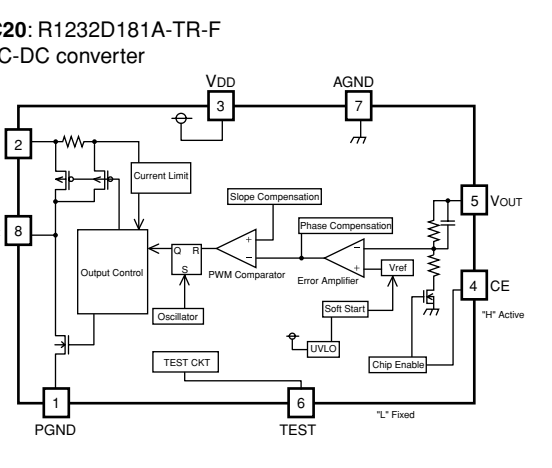 C20: R1232D181A-TR-F
C-DC converter
VDD
AGND
3
7
2
Current Limit
Slope Compensation
5
VOUT
8
Phase Compensation
Output Control
Q R
S
+
−
PWM Comparator
−
+
Error Amplifier
Vref
4
CE
"H" Active
Oscillator
Soft Start
UVLO
TEST CKT
Chip Enable
1
6
"L" Fixed
PGND
TEST